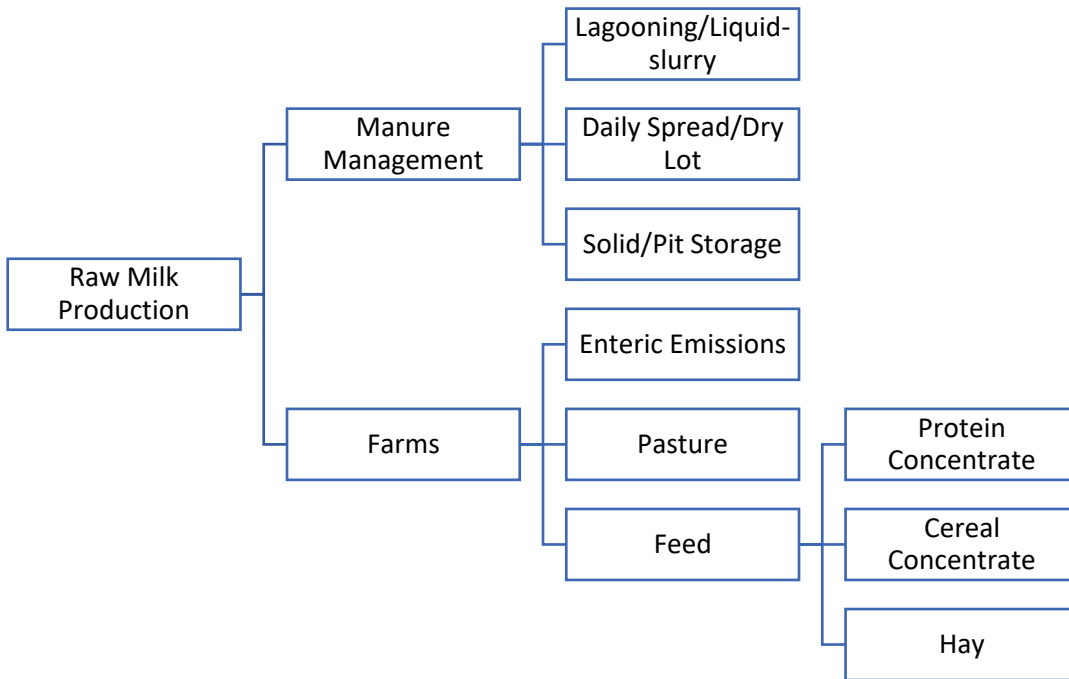 Raw Milk
Production
Manure
Management
Lagooning/Liquid-
slurry
Daily Spread/Dry
Lot
Solid/Pit Storage
Farms
Enteric Emissions
Pasture
Feed
Protein
Concentrate
Cereal
Concentrate
Hay